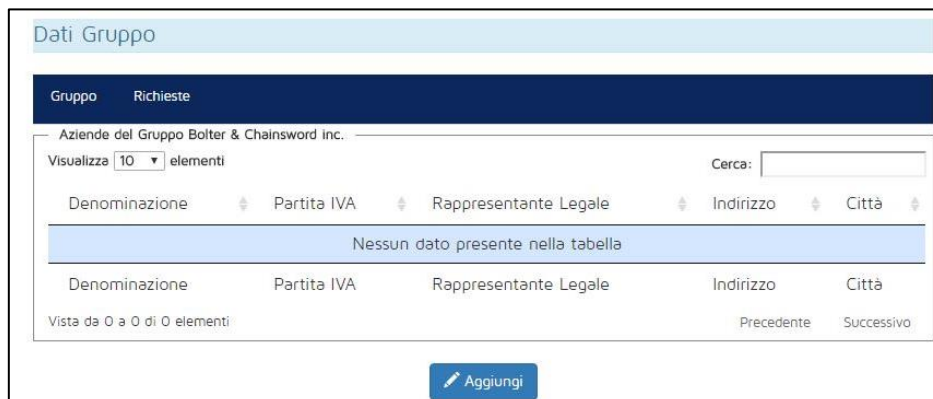 Dati Gruppo
Gruppo Richieste
Aziende del Gruppo Bolter & Chainsword inc.
Visualizza 10 elementi Cerca:
Denominazione Partita IVA Rappresentante Legale Indirizzo Città
Nessun dato presente nella tabella
Denominazione Partita IVA Rappresentante Legale Indirizzo Città
Vista da 0 a 0 di 0 elementi Precedente Successivo
Aggiungi